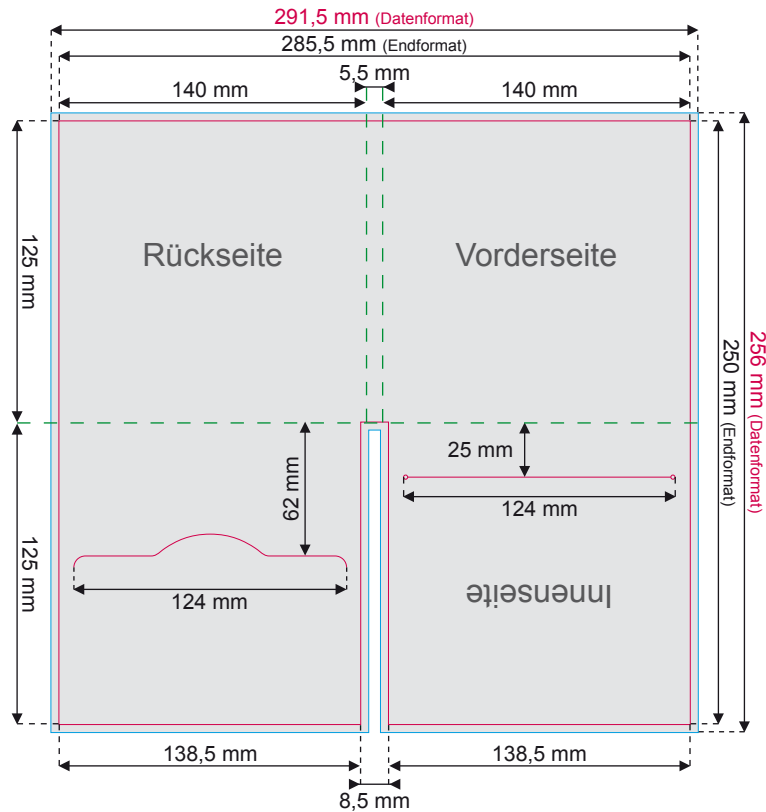 291,5 mm (Datenformat)
285,5 mm (Endformat)
5,5 mm
140 mm
140 mm
125 mm
Rückseite
Vorderseite
250 mm (Endformat)
256 mm (Datenformat)
25 mm
62 mm
124 mm
125 mm
124 mm
Innenseite
138,5 mm
138,5 mm
8,5 mm